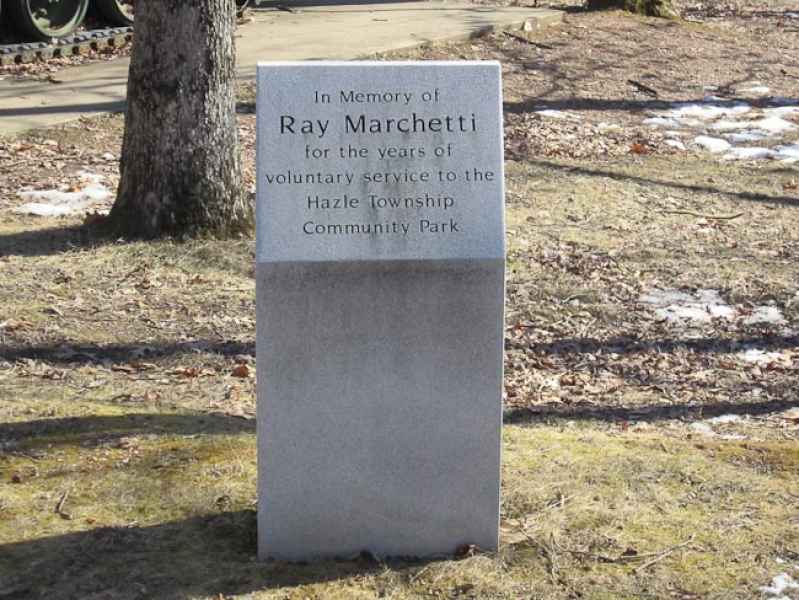 In Memory of
Ray Marchetti
for the years of
voluntary service to the
Hazle Township
Community Park